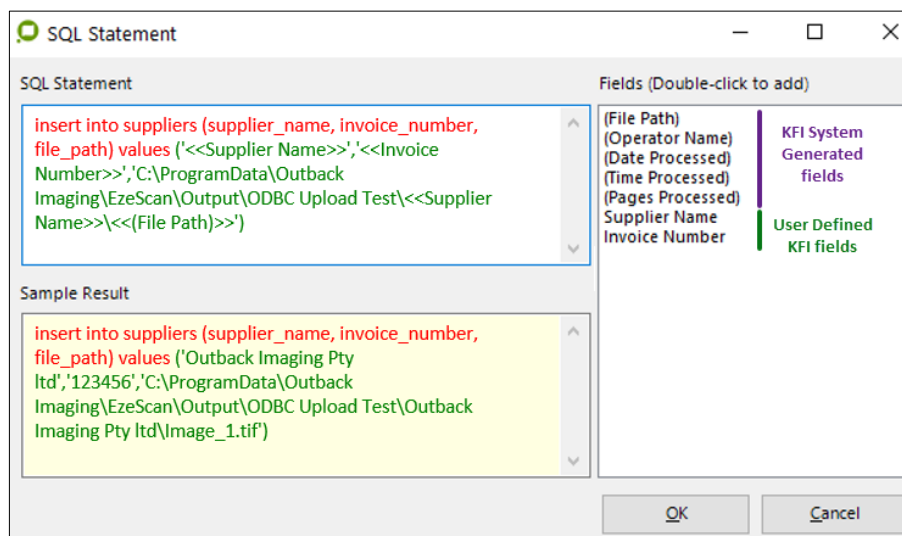 SQL Statement
SQL Statement
insert into suppliers (supplier_name, invoice_number,
file_path) values ('<<Supplier Name>>','<<Invoice
Number>>','C:\ProgramData\Outback
Imaging\EzeScan\Output\ODBC Upload Test\<<Supplier
Name>>\<<(File Path)>>')
Sample Result
insert into suppliers (supplier_name, invoice_number,
file_path) values ('Outback Imaging Pty
ltd','123456','C:\ProgramData\Outback
Imaging\EzeScan\Output\ODBC Upload Test\Outback
Imaging Pty ltd\Image_1.tif')
Fields (Double-click to add)
(File Path)
(Operator Name)
(Date Processed)
(Time Processed)
(Pages Processed)
Supplier Name
Invoice Number
KFI System
Generated
fields
User Defined
KFI fields
OK
Cancel